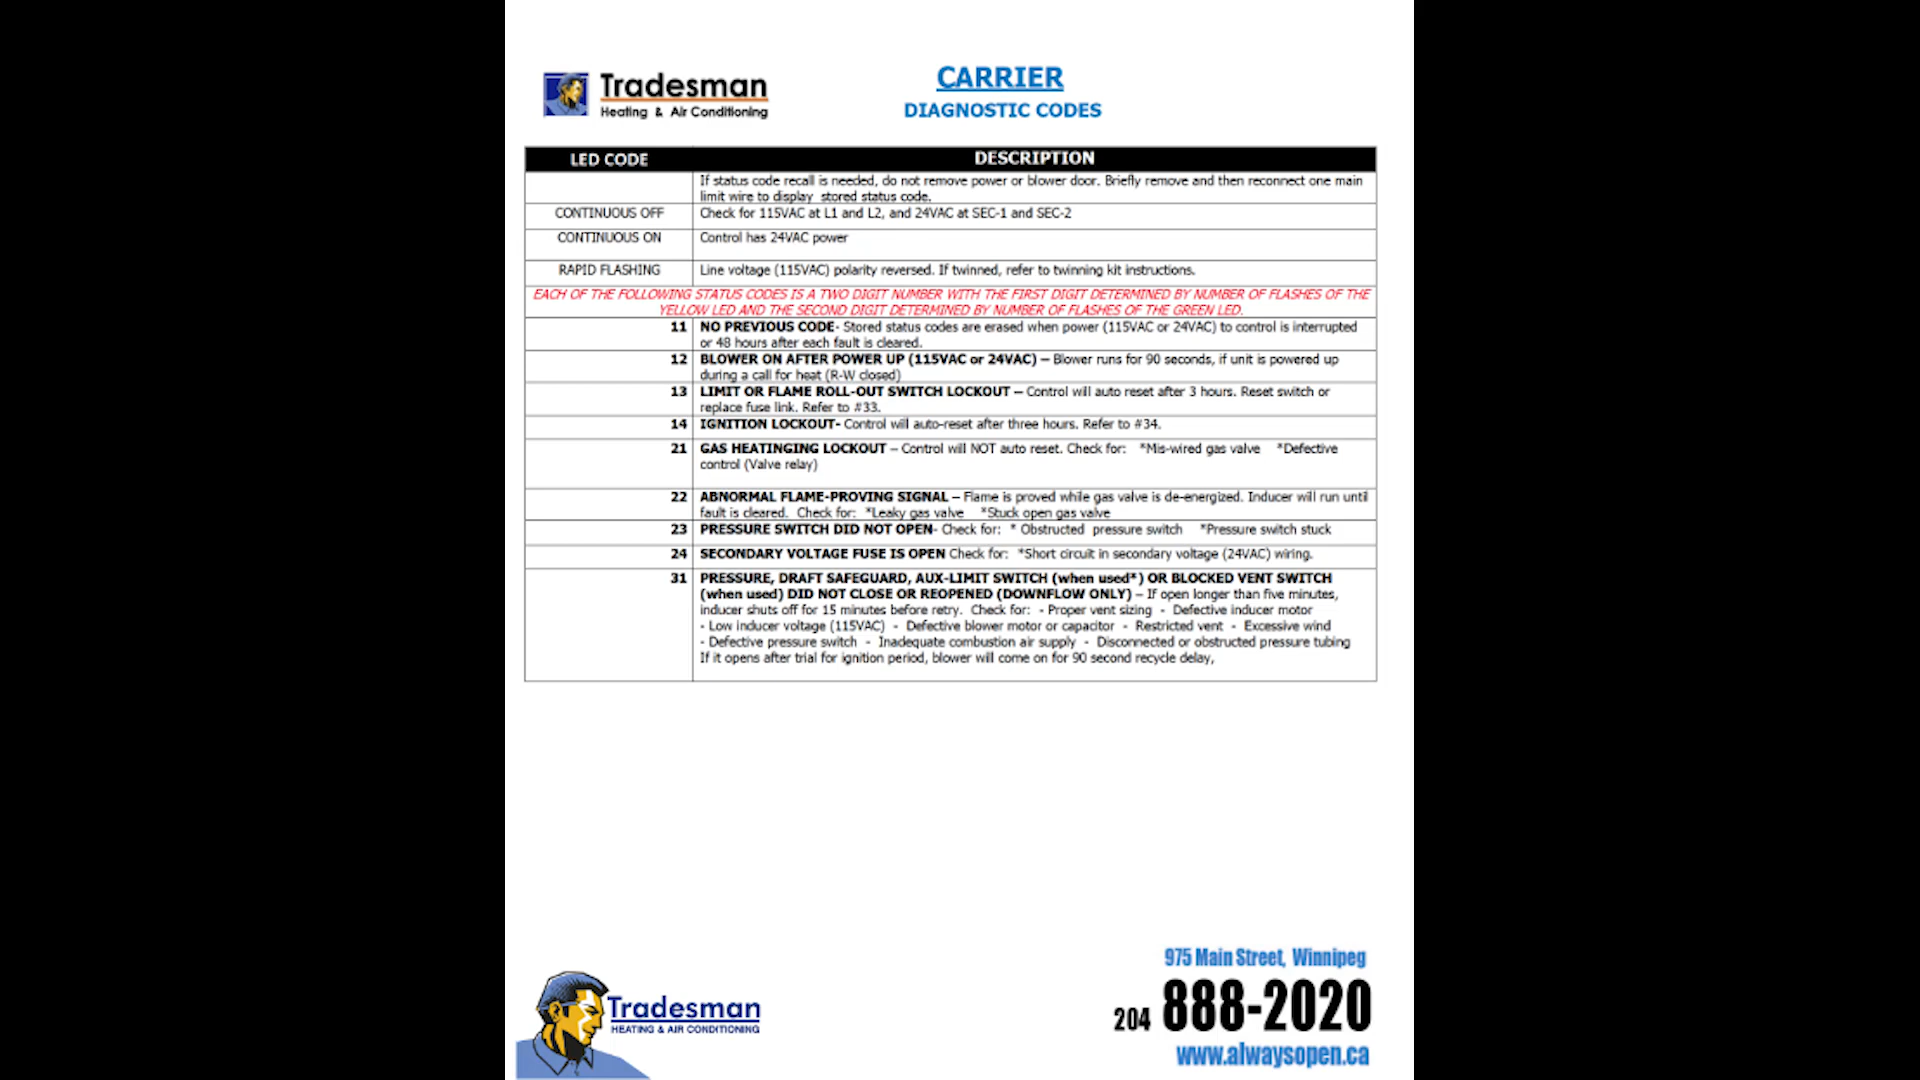 Tradesman
Heating & Air Conditioning
CARRIER
DIAGNOSTIC CODES
LED CODE DESCRIPTION
If status code recall is needed, do not remove power or blower door. Briefly remove and then reconnect one main
limit wire to display stored status code.
CONTINUOUS OFF Check for 115VAC at L1 and L2, and 24VAC at SEC-1 and SEC-2
CONTINUOUS ON Control has 24VAC power
RAPID FLASHING Line voltage (115VAC) polarity reversed. If twinned, refer to twinning kit instructions.
EACH OF THE FOLLOWING STATUS CODES IS A TWO DIGIT NUMBER WITH THE FIRST DIGIT DETERMINED BY NUMBER OF FLASHES OF THE
YELLOW LED AND THE SECOND DIGIT DETERMINED BY NUMBER OF FLASHES OF THE GREEN LED.
11 NO PREVIOUS CODE- Stored status codes are erased when power (115VAC or 24VAC) to control is interrupted
or 48 hours after each fault is cleared.
12 BLOWER ON AFTER POWER UP (115VAC or 24VAC) – Blower runs for 90 seconds, if unit is powered up
during a call for heat (R-W closed)
13 LIMIT OR FLAME ROLL-OUT SWITCH LOCKOUT – Control will auto reset after 3 hours. Reset switch or
replace fuse link. Refer to #33.
14 IGNITION LOCKOUT- Control will auto-reset after three hours. Refer to #34.
21 GAS HEATINGING LOCKOUT – Control will NOT auto reset. Check for: *Mis-wired gas valve *Defective
control (Valve relay)
22 ABNORMAL FLAME-PROVING SIGNAL – Flame is proved while gas valve is de-energized. Inducer will run until
fault is cleared. Check for: *Leaky gas valve *Stuck open gas valve
23 PRESSURE SWITCH DID NOT OPEN- Check for: * Obstructed pressure switch *Pressure switch stuck
24 SECONDARY VOLTAGE FUSE IS OPEN Check for: *Short circuit in secondary voltage (24VAC) wiring.
31 PRESSURE, DRAFT SAFEGUARD, AUX-LIMIT SWITCH (when used*) OR BLOCKED VENT SWITCH
(when used) DID NOT CLOSE OR REOPENED (DOWNFLOW ONLY) – If open longer than five minutes,
inducer shuts off for 15 minutes before retry. Check for: - Proper vent sizing - Defective inducer motor
- Low inducer voltage (115VAC) - Defective blower motor or capacitor - Restricted vent - Excessive wind
- Defective pressure switch - Inadequate combustion air supply - Disconnected or obstructed pressure tubing
If it opens after trial for ignition period, blower will come on for 90 second recycle delay,
975 Main Street, Winnipeg
204 888-2020
www.alwaysopen.ca
Tradesman
HEATING & AIR CONDITIONING